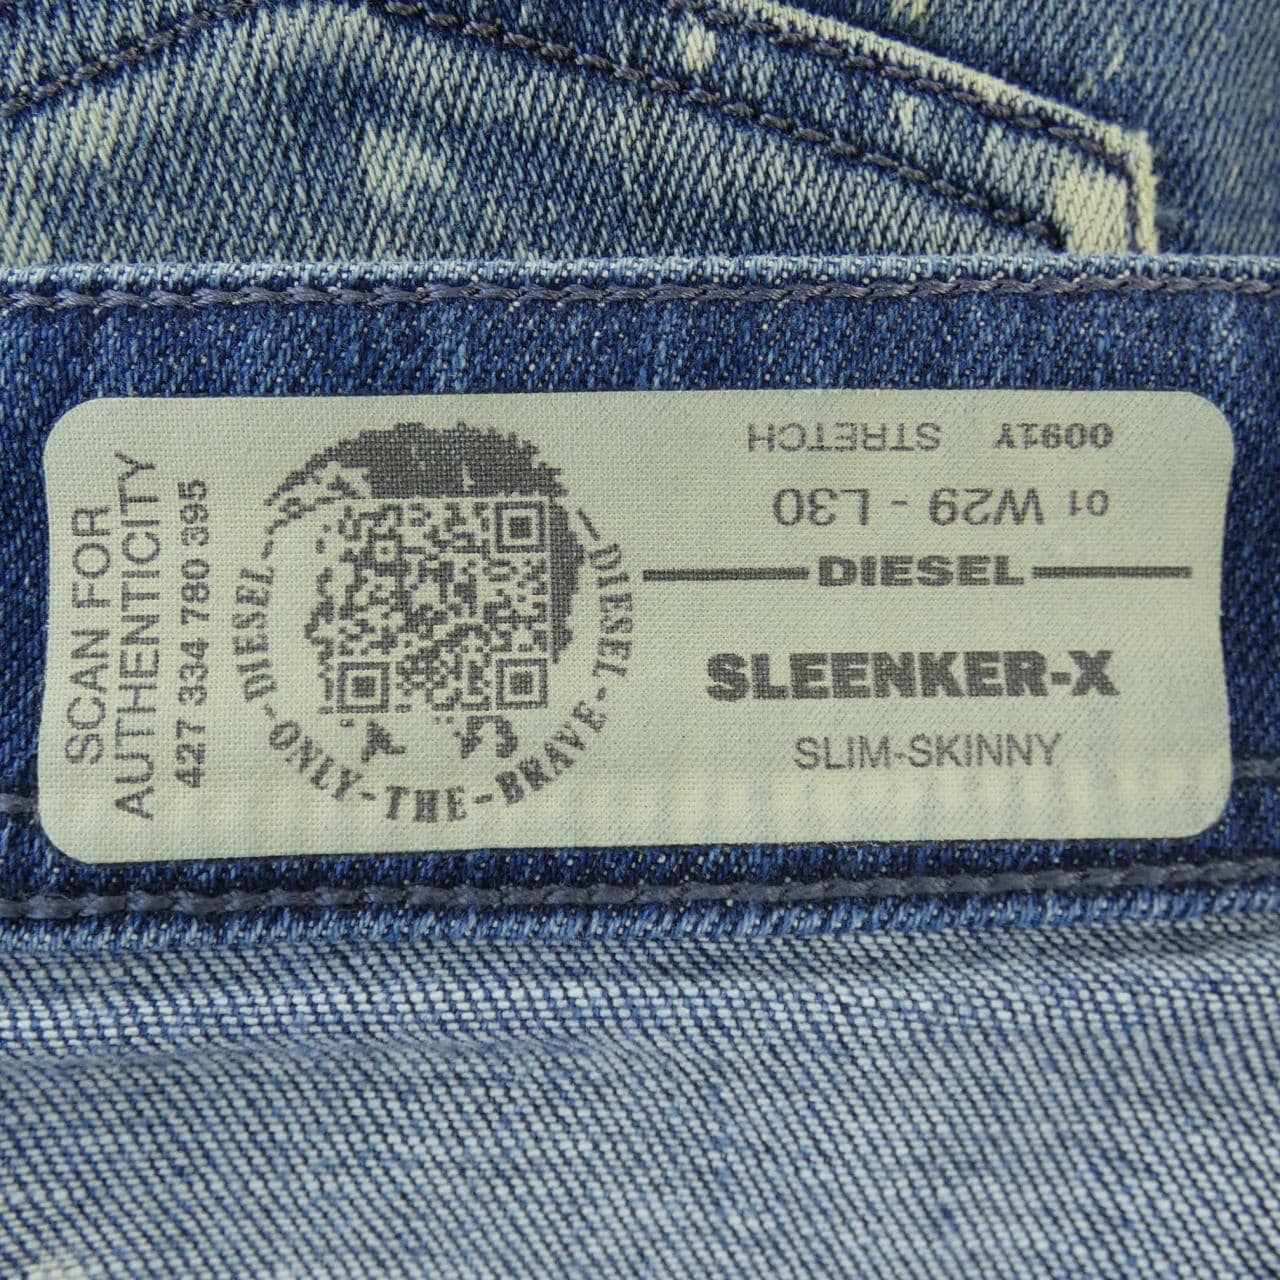 SCAN FOR
AUTHENTICITY
427 334 780 395
DIESEL-ONLY-THE-BRAVE-DIESEL
0091Y STRETCH
01 W29 - L30
DIESEL
SLEENKER-X
SLIM-SKINNY